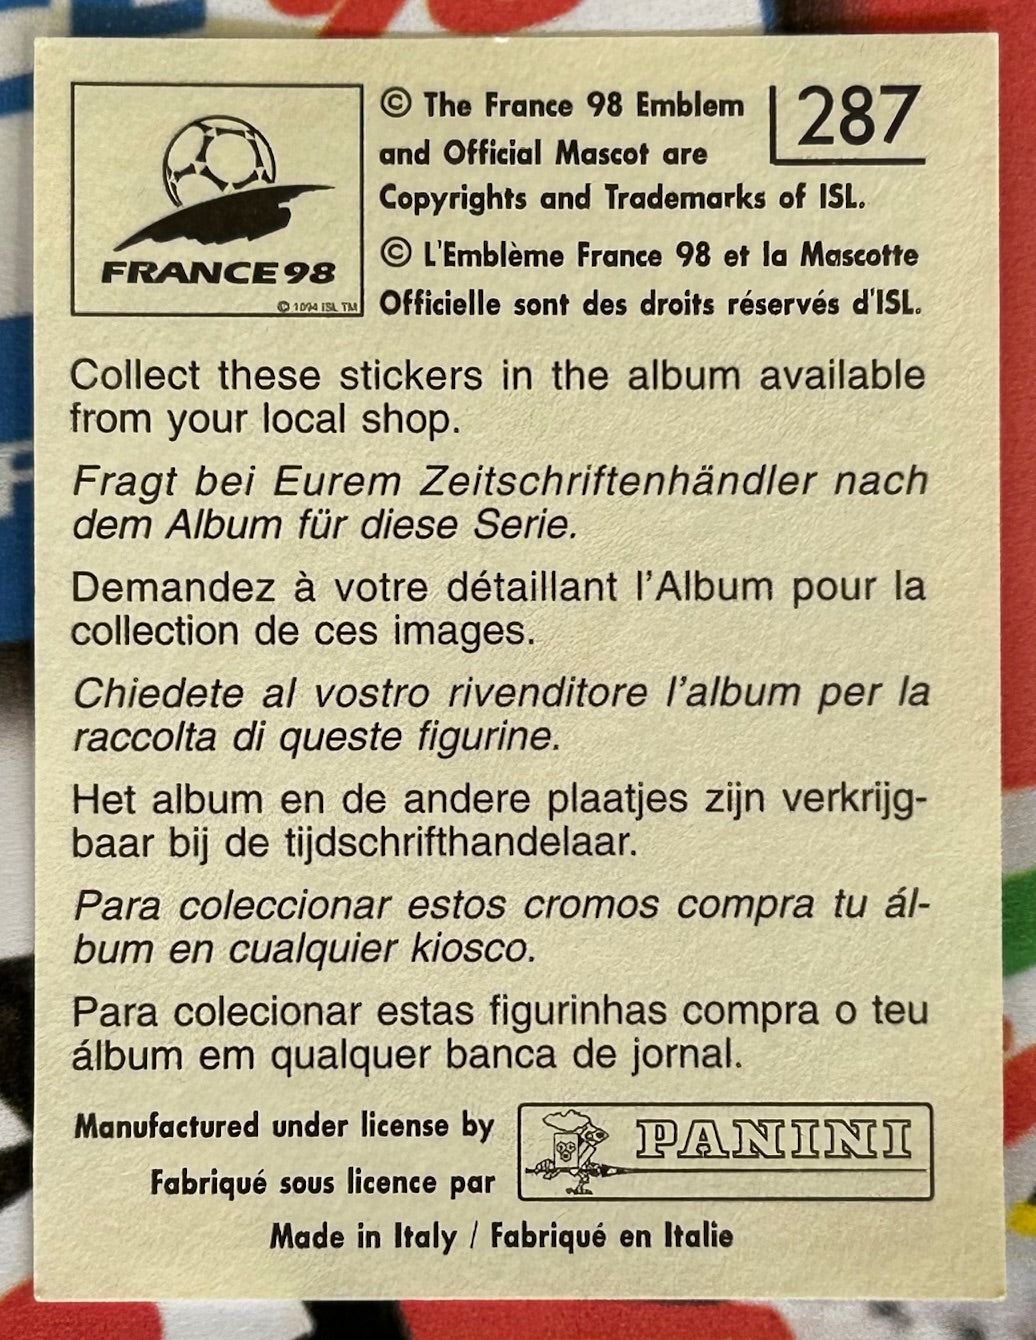 © The France 98 Emblem
and Official Mascot are
Copyrights and Trademarks of ISL.
287
© L'Emblème France 98 et la Mascotte
Officielle sont des droits réservés d'ISL.
FRANCE 98
© 1994 ISL TM
Collect these stickers in the album available
from your local shop.
Fragt bei Eurem Zeitschriftenhändler nach
dem Album für diese Serie.
Demandez à votre détaillant l'Album pour la
collection de ces images.
Chiedete al vostro rivenditore l'album per la
raccolta di queste figurine.
Het album en de andere plaatjes zijn verkrijg-
baar bij de tijdschrifthandelaar.
Para coleccionar estos cromos compra tu ál-
bum en cualquier kiosco.
Para colecionar estas figurinhas compra o teu
álbum em qualquer banca de jornal.
Manufactured under license by
Fabriqué sous licence par
PANINI
Made in Italy / Fabriqué en Italie